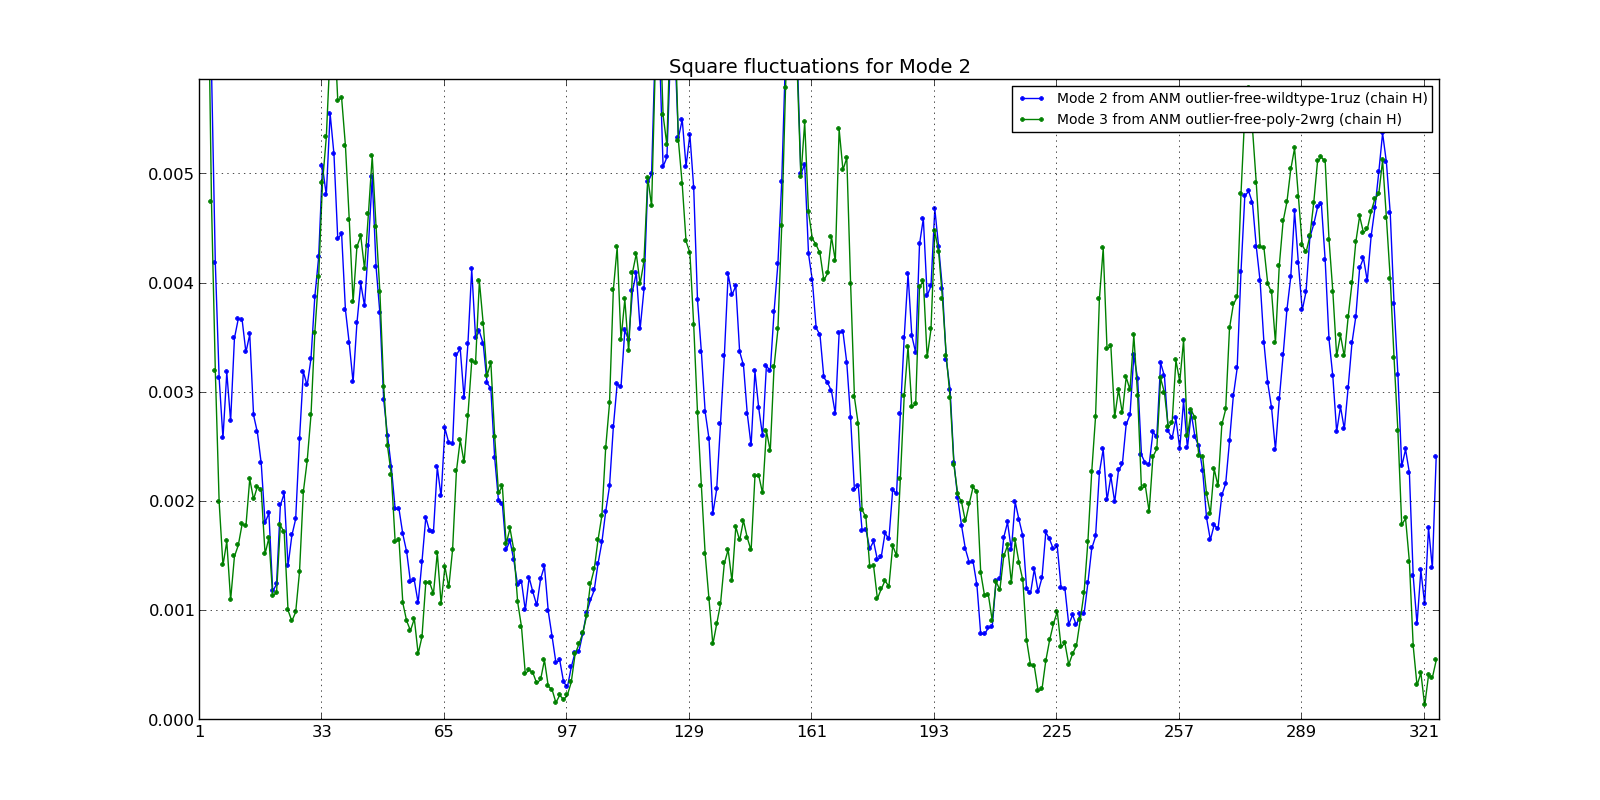 Square fluctuations for Mode 2
Mode 2 from ANM outlier-free-wildtype-1ruz (chain H)
Mode 3 from ANM outlier-free-poly-2wrg (chain H)
0.005
0.004
0.003
0.002
0.001
0.000
1 33 65 97 129 161 193 225 257 289 321